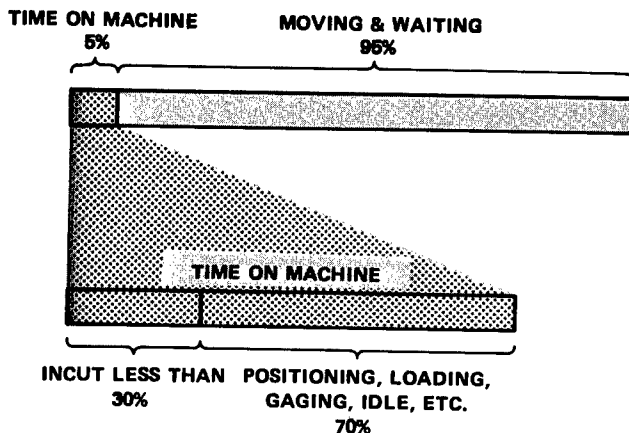 TIME ON MACHINE
5%
MOVING & WAITING
95%
TIME ON MACHINE
INCUT LESS THAN
30%
POSITIONING, LOADING,
GAGING, IDLE, ETC.
70%